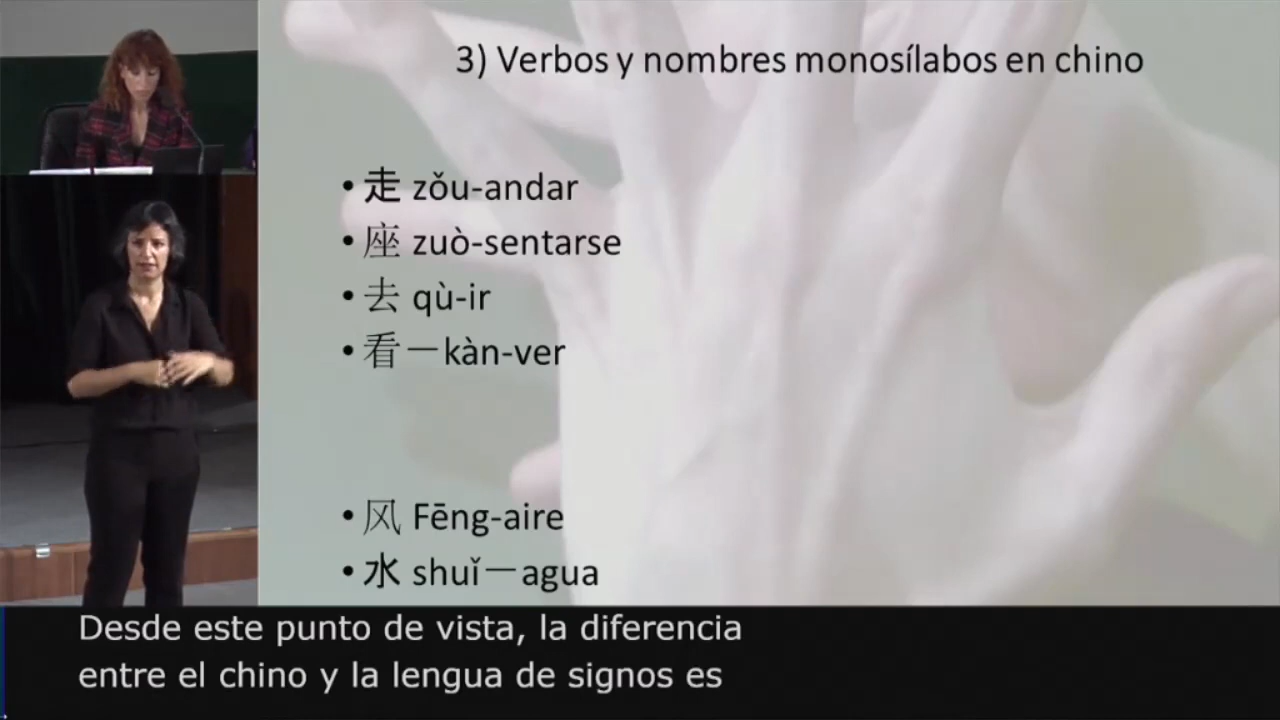 3) Verbos y nombres monosílabos en chino
• 走 zǒu-andar
• 座 zuò-sentarse
• 去 qù-ir
• 看一kàn-ver
• 风 Fēng-aire
• 水 shuǐ一agua
Desde este punto de vista, la diferencia
entre el chino y la lengua de signos es